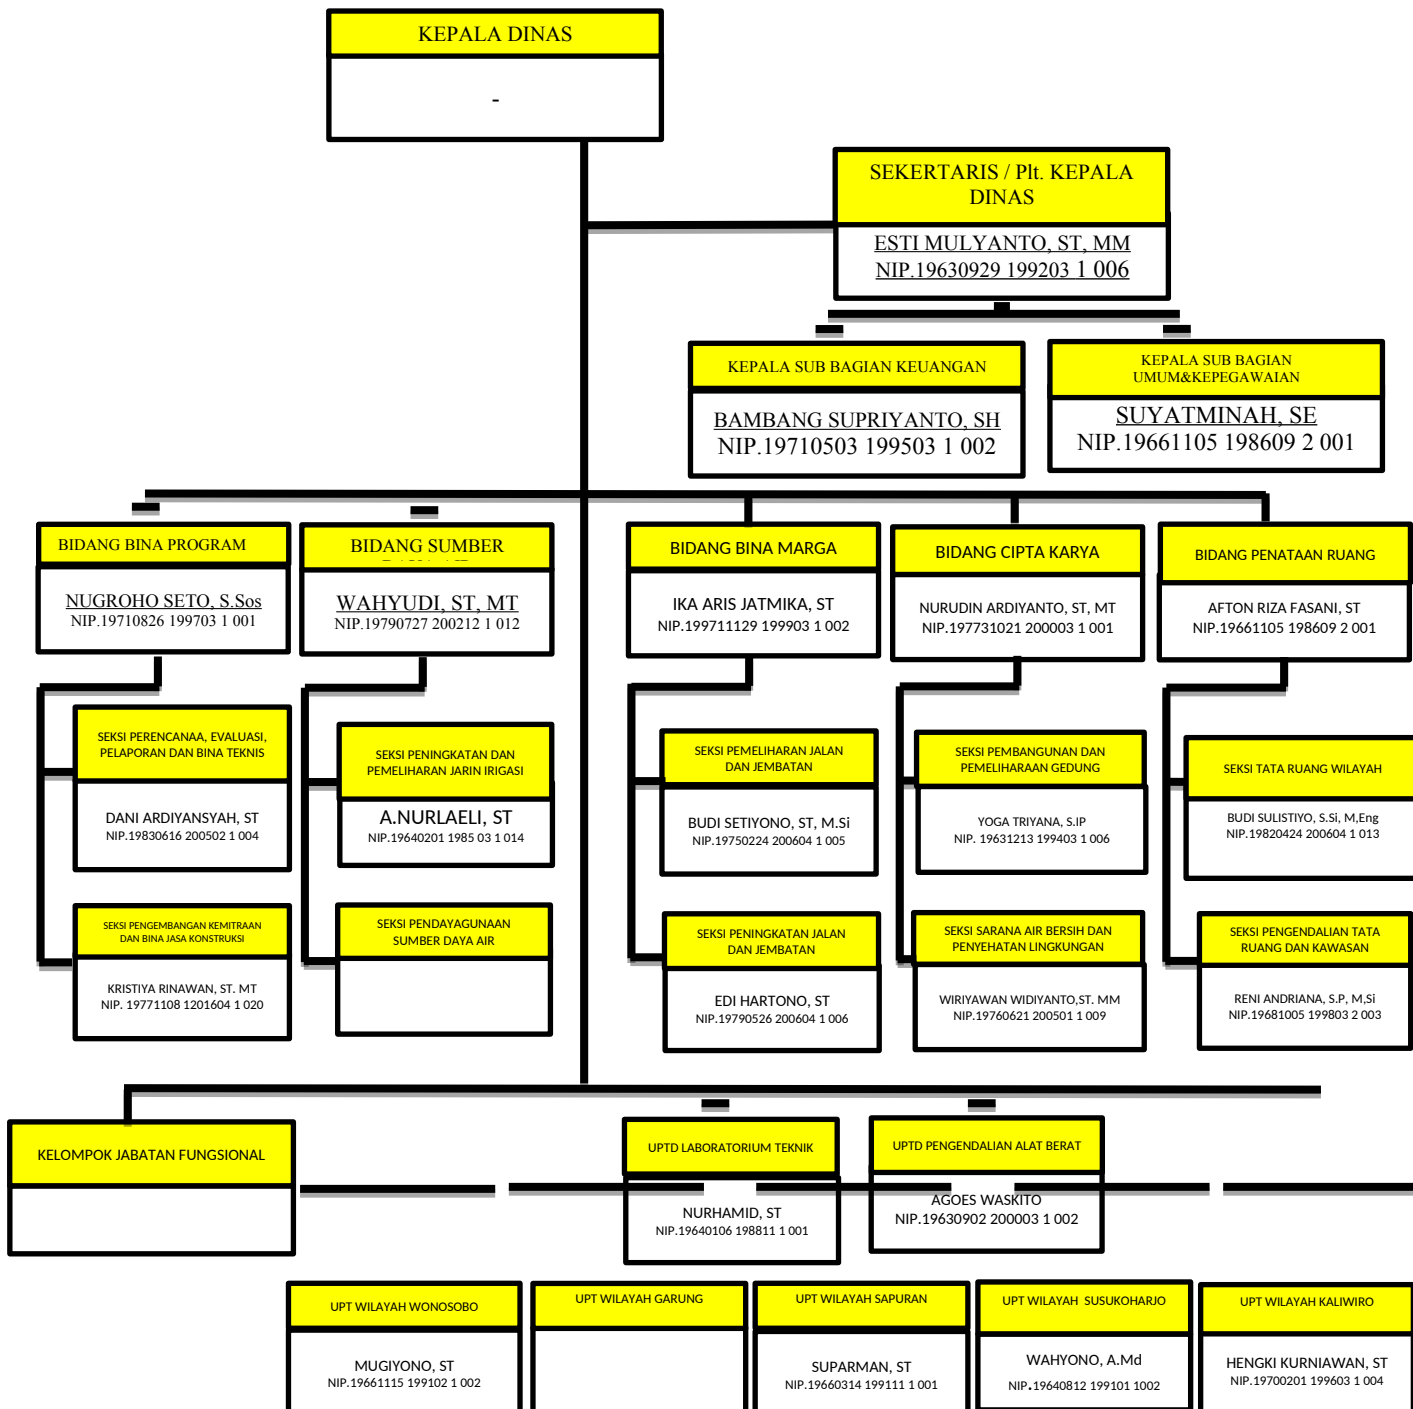 KEPALA DINAS
-
SEKERTARIS / Plt. KEPALA
DINAS
ESTI MULYANTO, ST, MM
NIP.19630929 199203 1 006
KEPALA SUB BAGIAN KEUANGAN
BAMBANG SUPRIYANTO, SH
NIP.19710503 199503 1 002
KEPALA SUB BAGIAN
UMUM&KEPEGAWAIAN
SUYATMINAH, SE
NIP.19661105 198609 2 001
BIDANG BINA PROGRAM
NUGROHO SETO, S.Sos
NIP.19710826 199703 1 001
BIDANG SUMBER
WAHYUDI, ST, MT
NIP.19790727 200212 1 012
BIDANG BINA MARGA
IKA ARIS JATMIKA, ST
NIP.199711129 199903 1 002
BIDANG CIPTA KARYA
NURUDIN ARDIYANTO, ST, MT
NIP.197731021 200003 1 001
BIDANG PENATAAN RUANG
AFTON RIZA FASANI, ST
NIP.19661105 198609 2 001
SEKSI PERENCANAA, EVALUASI,
PELAPORAN DAN BINA TEKNIS
DANI ARDIYANSYAH, ST
NIP.19830616 200502 1 004
SEKSI PENINGKATAN DAN
PEMELIHARAN JARIN IRIGASI
A.NURLAELI, ST
NIP.19640201 1985 03 1 014
SEKSI PEMELIHARAN JALAN
DAN JEMBATAN
BUDI SETIYONO, ST, M.Si
NIP.19750224 200604 1 005
SEKSI PEMBANGUNAN DAN
PEMELIHARAAN GEDUNG
YOGA TRIYANA, S.IP
NIP. 19631213 199403 1 006
SEKSI TATA RUANG WILAYAH
BUDI SULISTIYO, S.Si, M,Eng
NIP.19820424 200604 1 013
SEKSI PENGEMBANGAN KEMITRAAN
DAN BINA JASA KONSTRUKSI
KRISTIYA RINAWAN, ST. MT
NIP. 19771108 1201604 1 020
SEKSI PENDAYAGUNAAN
SUMBER DAYA AIR
SEKSI PENINGKATAN JALAN
DAN JEMBATAN
EDI HARTONO, ST
NIP.19790526 200604 1 006
SEKSI SARANA AIR BERSIH DAN
PENYEHATAN LINGKUNGAN
WIRIYAWAN WIDIYANTO,ST. MM
NIP.19760621 200501 1 009
SEKSI PENGENDALIAN TATA
RUANG DAN KAWASAN
RENI ANDRIANA, S.P, M,Si
NIP.19681005 199803 2 003
KELOMPOK JABATAN FUNGSIONAL
UPTD LABORATORIUM TEKNIK
NURHAMID, ST
NIP.19640106 198811 1 001
UPTD PENGENDALIAN ALAT BERAT
AGOES WASKITO
NIP.19630902 200003 1 002
UPT WILAYAH WONOSOBO
MUGIYONO, ST
NIP.19661115 199102 1 002
UPT WILAYAH GARUNG
UPT WILAYAH SAPURAN
SUPARMAN, ST
NIP.19660314 199111 1 001
UPT WILAYAH SUSUKOHARJO
WAHYONO, A.Md
NIP.19640812 199101 1002
UPT WILAYAH KALIWIRO
HENGKI KURNIAWAN, ST
NIP.19700201 199603 1 004